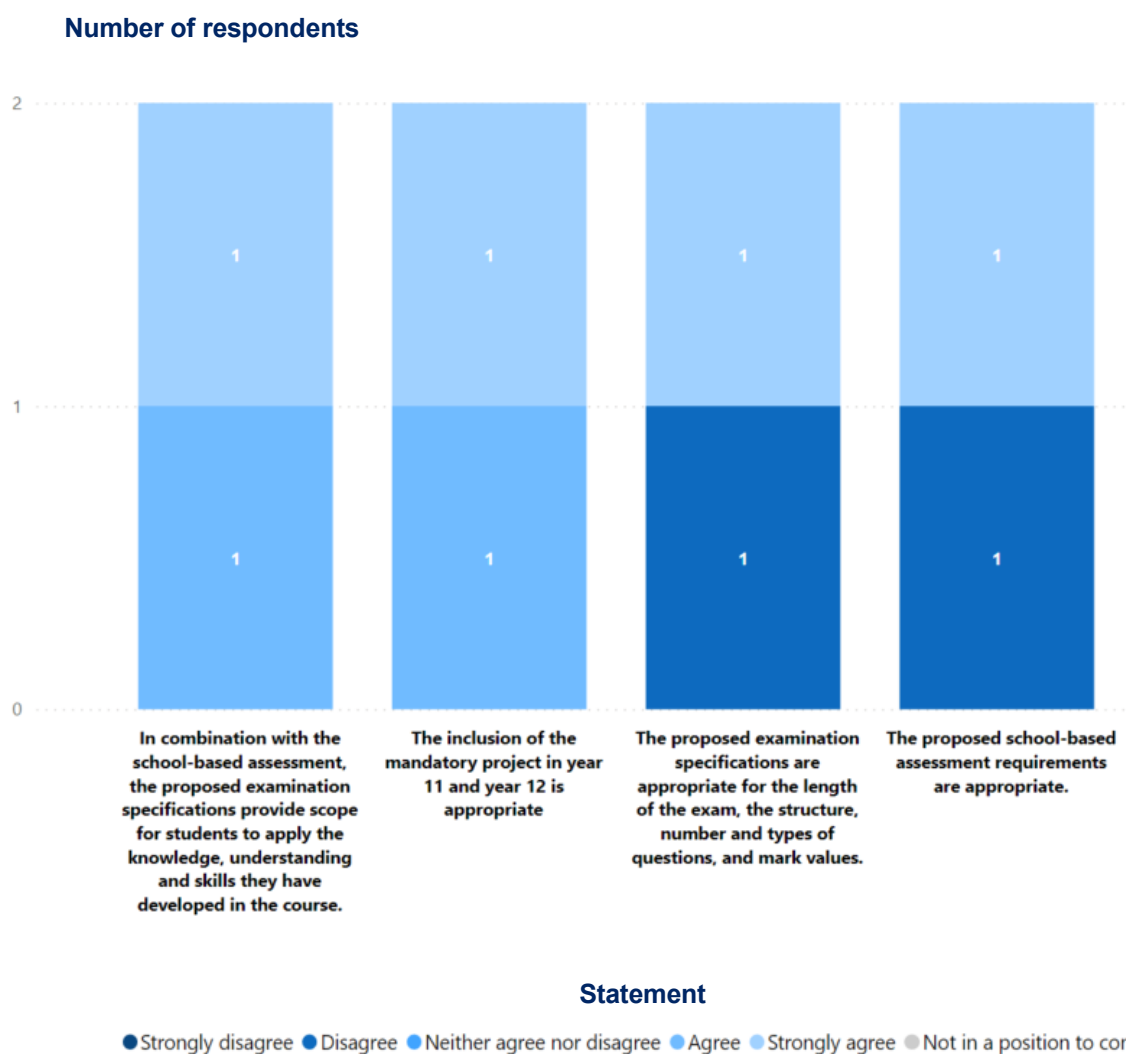 Number of respondents
2
1 1 1 1
1
1 1 1 1
0
In combination with the
school-based assessment,
the proposed examination
specifications provide scope
for students to apply the
knowledge, understanding
and skills they have
developed in the course.
The inclusion of the
mandatory project in year
11 and year 12 is
appropriate
The proposed examination
specifications are
appropriate for the length
of the exam, the structure,
number and types of
questions, and mark values.
The proposed school-based
assessment requirements
are appropriate.
Statement
Strongly disagree Disagree Neither agree nor disagree Agree Strongly agree Not in a position to